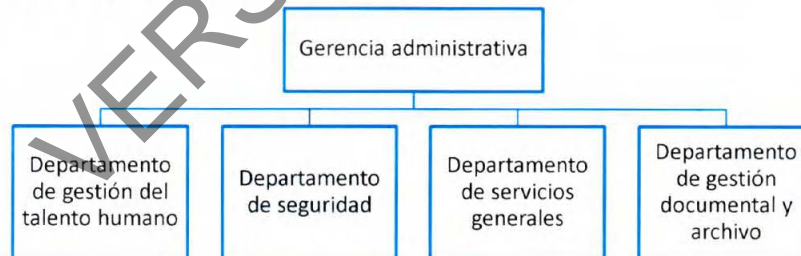 VERS
Gerencia administrativa
Departamento
de gestión del
talento humano
Departamento
de seguridad
Departamento
de servicios
generales
Departamento
de gestión
documental y
archivo